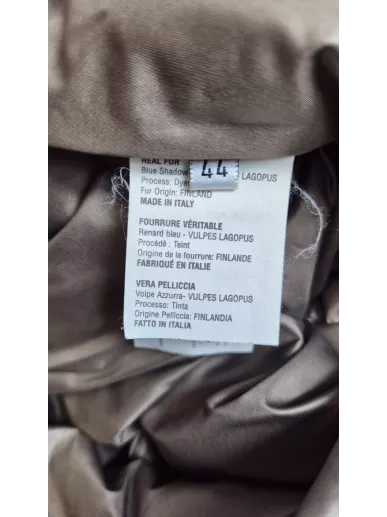 REAL FUR
Blue Shadow LAGOPUS
Process: Dyed
Fur Origin: FINLAND
MADE IN ITALY
44
FOURRURE VÉRITABLE
Renard bleu - VULPES LAGOPUS
Procédé : Teint
Origine de la fourrure: FINLANDE
FABRIQUÉ EN ITALIE
VERA PELLICCIA
Volpe Azzurra- VULPES LAGOPUS
Processo: Tinta
Origine Pelliccia: FINLANDIA
FATTO IN ITALIA